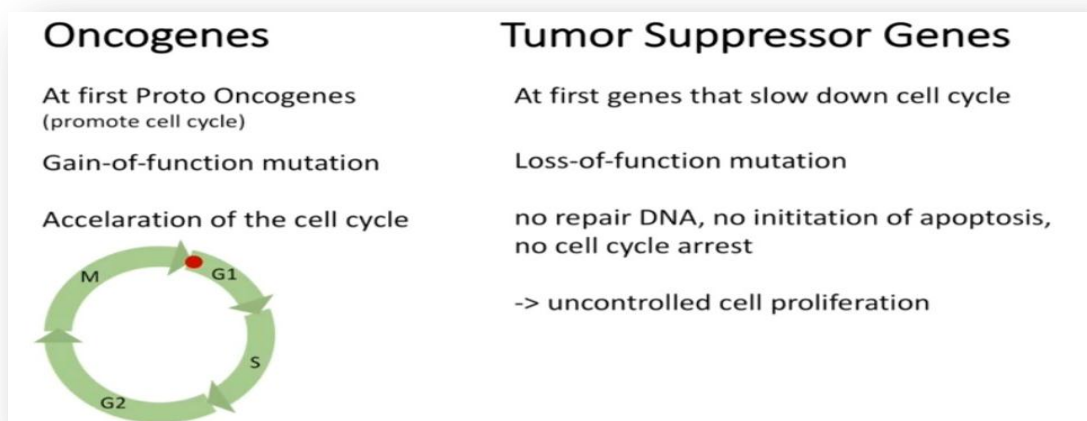 Oncogenes
At first Proto Oncogenes
(promote cell cycle)
Gain-of-function mutation
Accelaration of the cell cycle
M
G1
S
G2
Tumor Suppressor Genes
At first genes that slow down cell cycle
Loss-of-function mutation
no repair DNA, no inititation of apoptosis,
no cell cycle arrest
-> uncontrolled cell proliferation